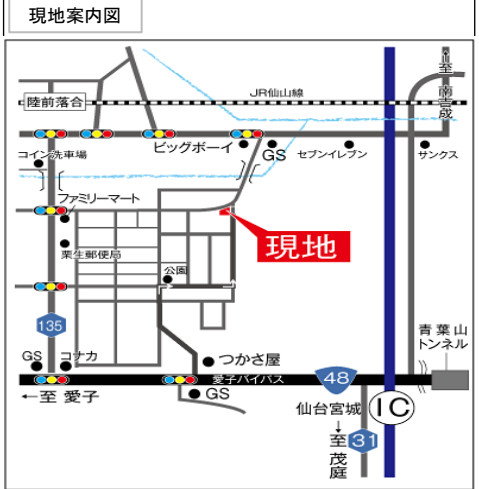 現地案内図
至南吉成
JR仙山線
陸前落合
ビッグボーイ
GS
セブンイレブン
サンクス
コイン洗車場
ファミリーマート
現地
栗生郵便局
公園
135
青葉山
トンネル
GS
コナカ
つかさ屋
愛子バイパス
48
←至 愛子
GS
仙台宮城
IC
↓
至
31
茂庭